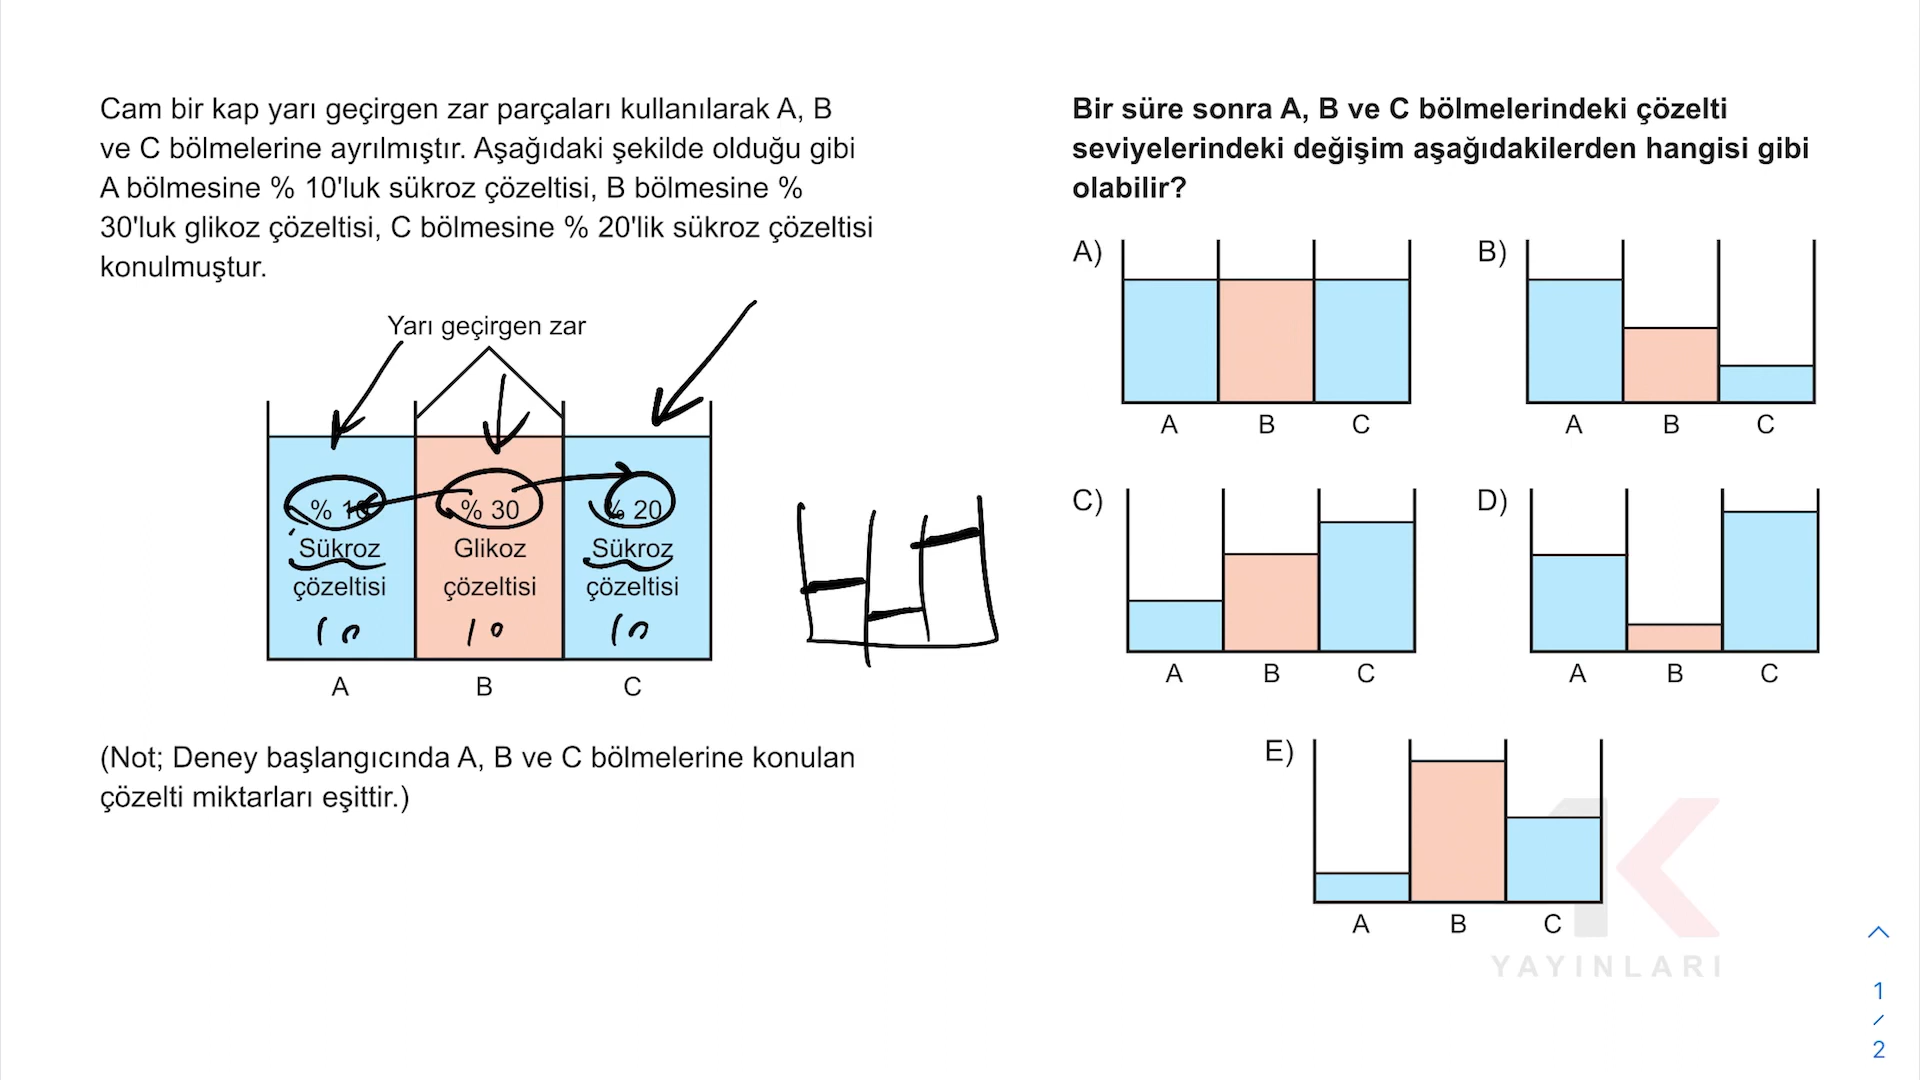 Cam bir kap yarı geçirgen zar parçaları kullanılarak A, B
ve C bölmelerine ayrılmıştır. Aşağıdaki şekilde olduğu gibi
A bölmesine % 10'luk sükroz çözeltisi, B bölmesine %
30'luk glikoz çözeltisi, C bölmesine % 20'lik sükroz çözeltisi
konulmuştur.
Yarı geçirgen zar
% 10
Sükroz
çözeltisi
10
A
% 30
Glikoz
çözeltisi
10
B
% 20
Sükroz
çözeltisi
10
C
(Not; Deney başlangıcında A, B ve C bölmelerine konulan
çözelti miktarları eşittir.)
Bir süre sonra A, B ve C bölmelerindeki çözelti
seviyelerindeki değişim aşağıdakilerden hangisi gibi
olabilir?
A)
A B C
B)
A B C
C)
A B C
D)
A B C
E)
A B C
K
YAYINLARI
1
/
2